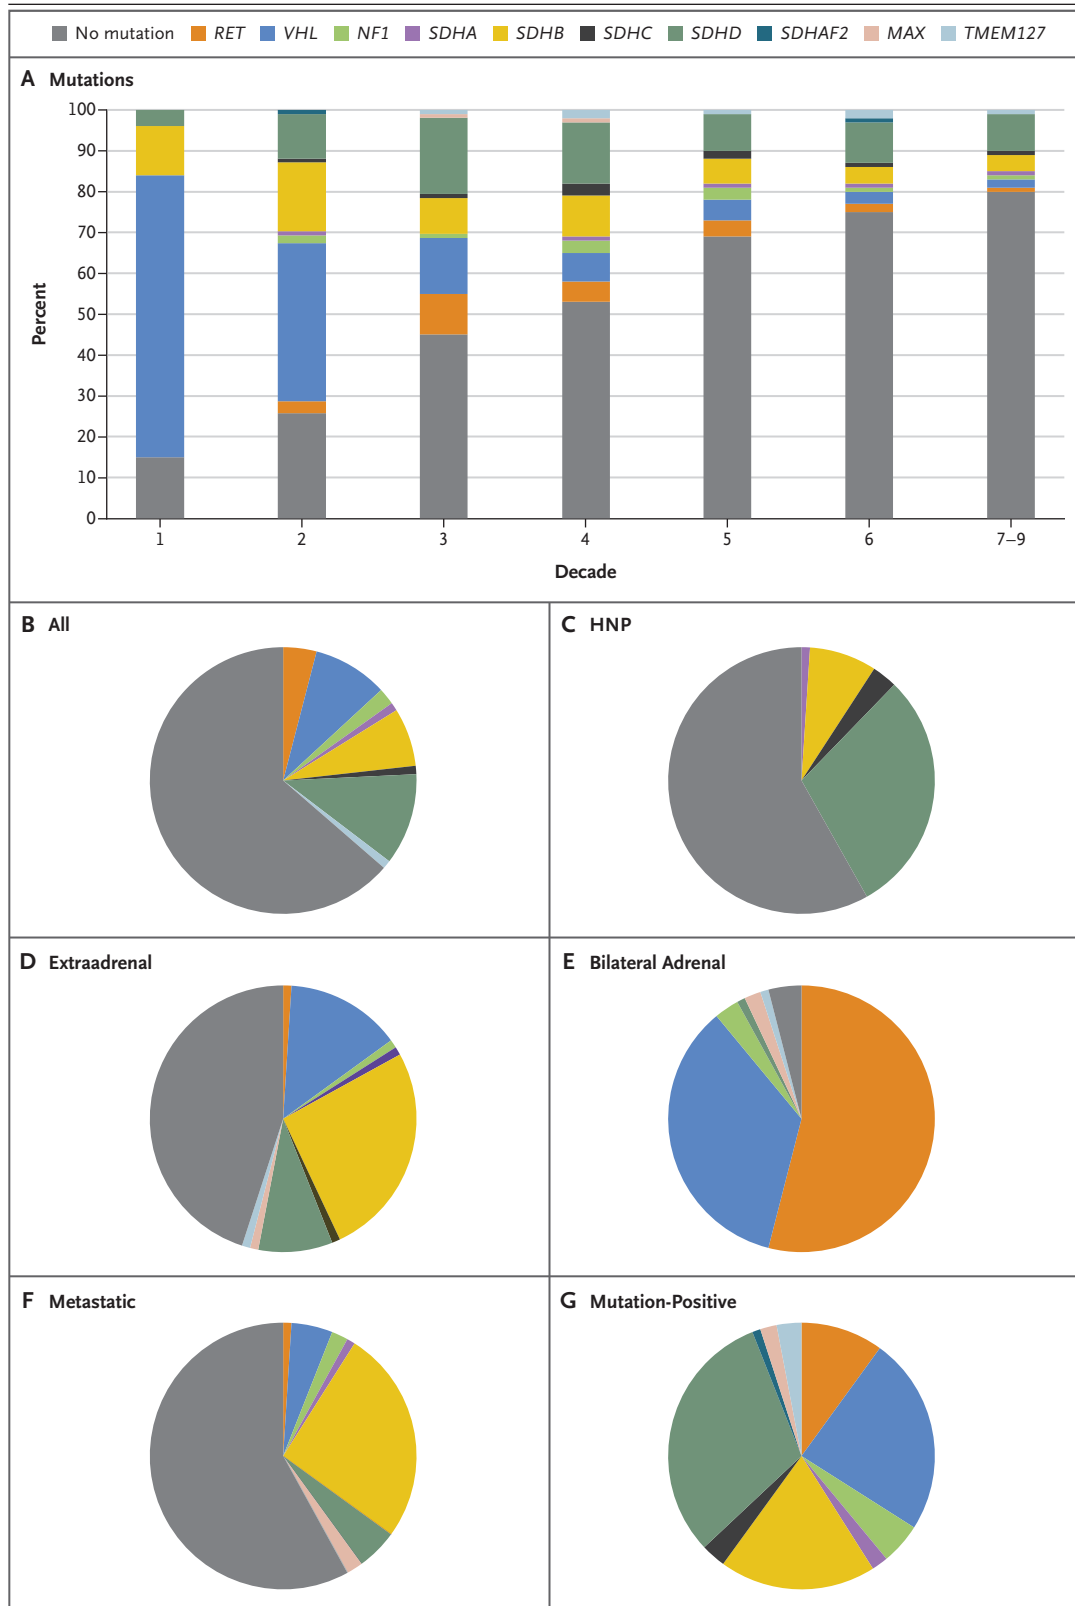 No mutation RET VHL NF1 SDHA SDHB SDHC SDHD SDHAF2 MAX TMEM127
A Mutations
100
90
80
70
60
50
40
30
20
10
0
Percent
1 2 3 4 5 6 7–9
Decade
B All
C HNP
D Extraadrenal
E Bilateral Adrenal
F Metastatic
G Mutation-Positive